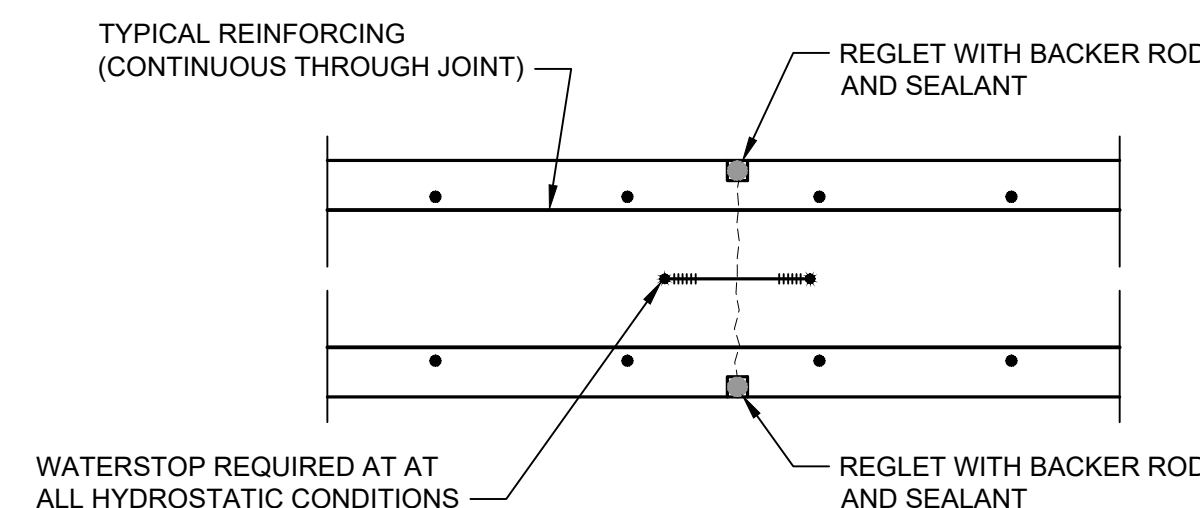 TYPICAL REINFORCING
(CONTINUOUS THROUGH JOINT)
REGLET WITH BACKER ROD
AND SEALANT
WATERSTOP REQUIRED AT AT
ALL HYDROSTATIC CONDITIONS
REGLET WITH BACKER ROD
AND SEALANT